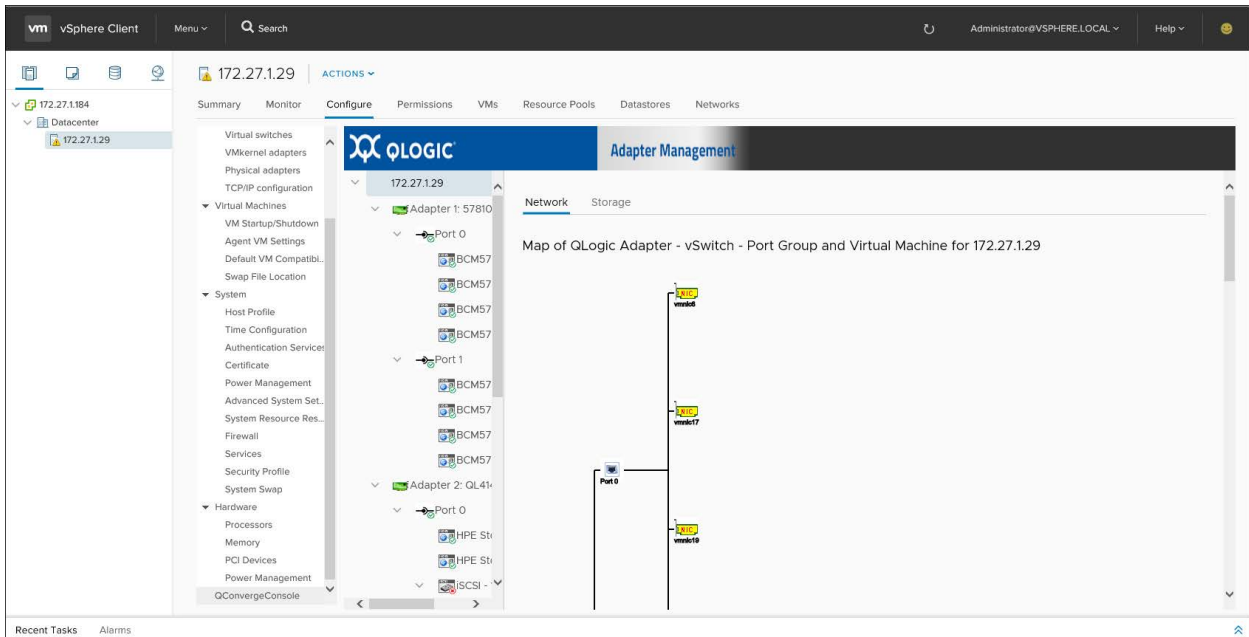 vm vSphere Client Menu Search Administrator@VSPHERE.LOCAL Help
172.27.1.184
Datacenter
172.27.1.29
172.27.1.29 ACTIONS
Summary Monitor Configure Permissions VMs Resource Pools Datastores Networks
Virtual switches
VMkernel adapters
Physical adapters
TCP/IP configuration
Virtual Machines
VM Startup/Shutdown
Agent VM Settings
Default VM Compatibi..
Swap File Location
System
Host Profile
Time Configuration
Authentication Services
Certificate
Power Management
Advanced System Set..
System Resource Res..
Firewall
Services
Security Profile
System Swap
Hardware
Processors
Memory
PCI Devices
Power Management
QConvergeConsole
QLOGIC Adapter Management
172.27.1.29
Adapter 1: 57810
Port 0
BCM57
BCM57
BCM57
BCM57
Port 1
BCM57
BCM57
BCM57
BCM57
Adapter 2: QL41
Port 0
HPE St
HPE St
iSCSI -
Network Storage
Map of QLogic Adapter - vSwitch - Port Group and Virtual Machine for 172.27.1.29
NIC
vmnic6
NIC
vmnic17
Port 0
NIC
vmnic19
Recent Tasks Alarms